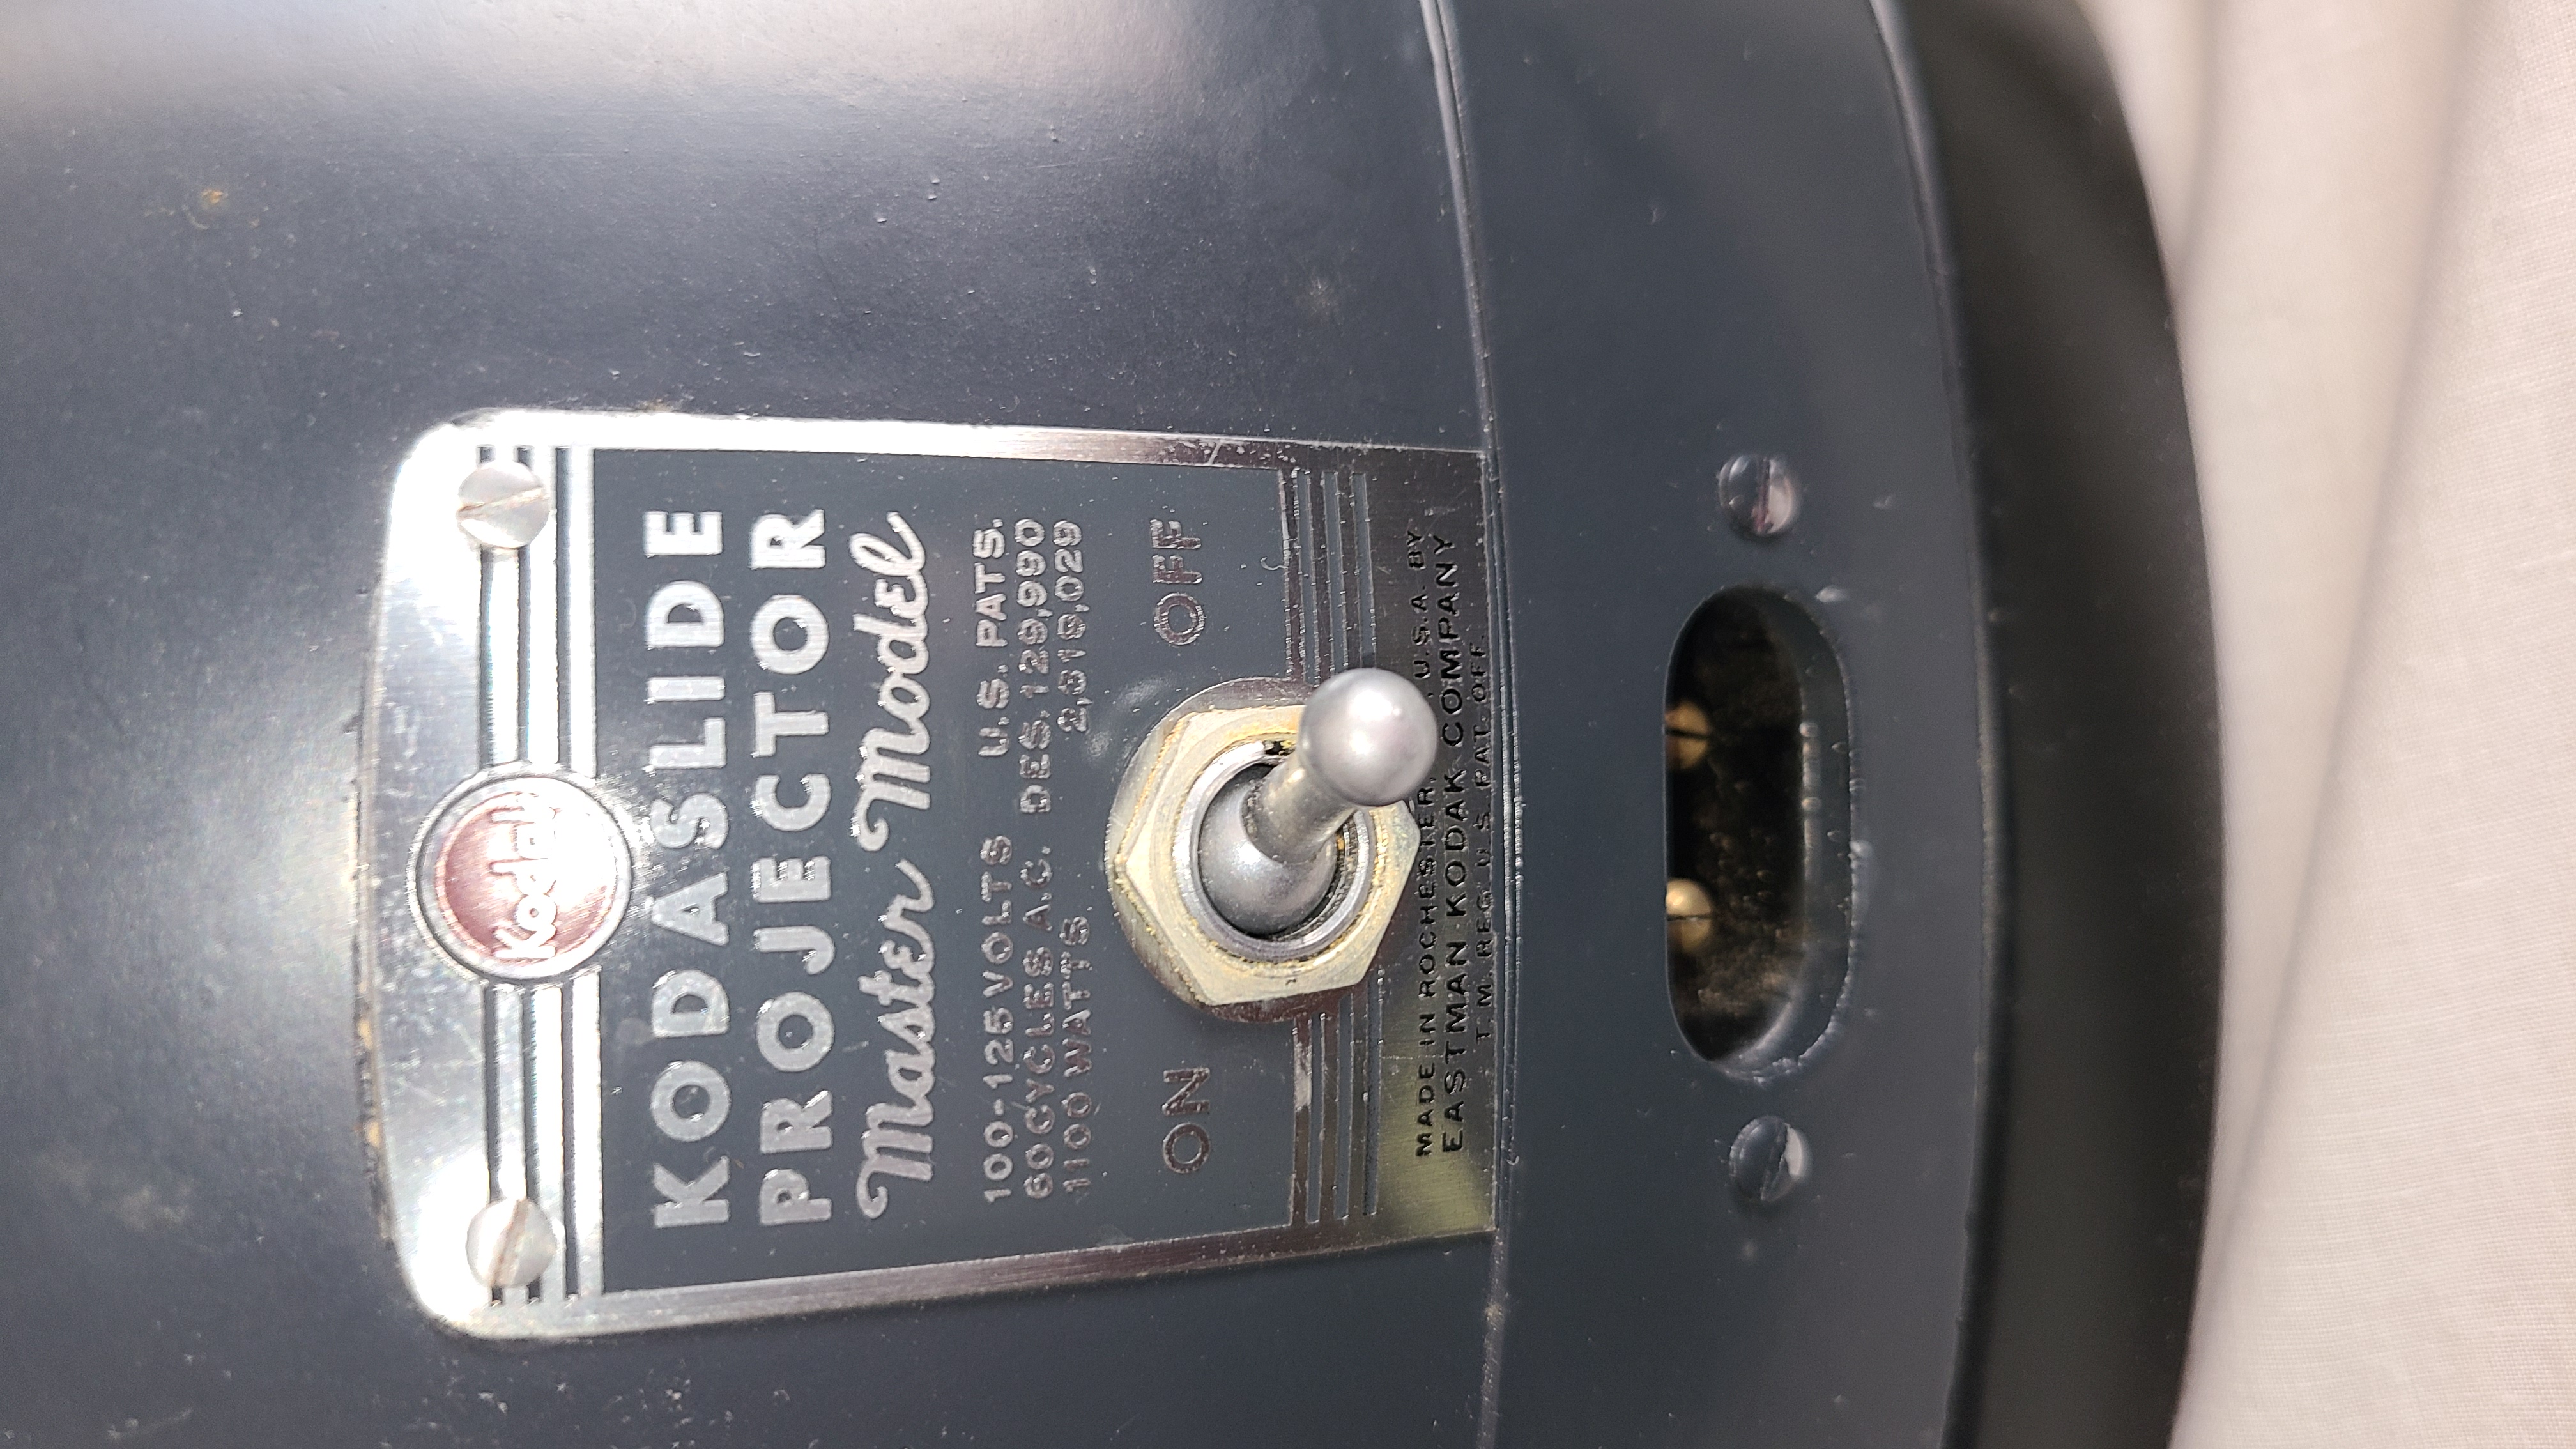 Kodak
KODASLIDE
PROJECTOR
Master Model
100-125 VOLTS U.S. PATS.
60 CYCLES A.C. DES. 129,990
1100 WATTS 2,318,029
ON OFF
MADE IN ROCHESTER, U.S.A. BY
EASTMAN KODAK COMPANY
T.M. REG. U.S. PAT. OFF.